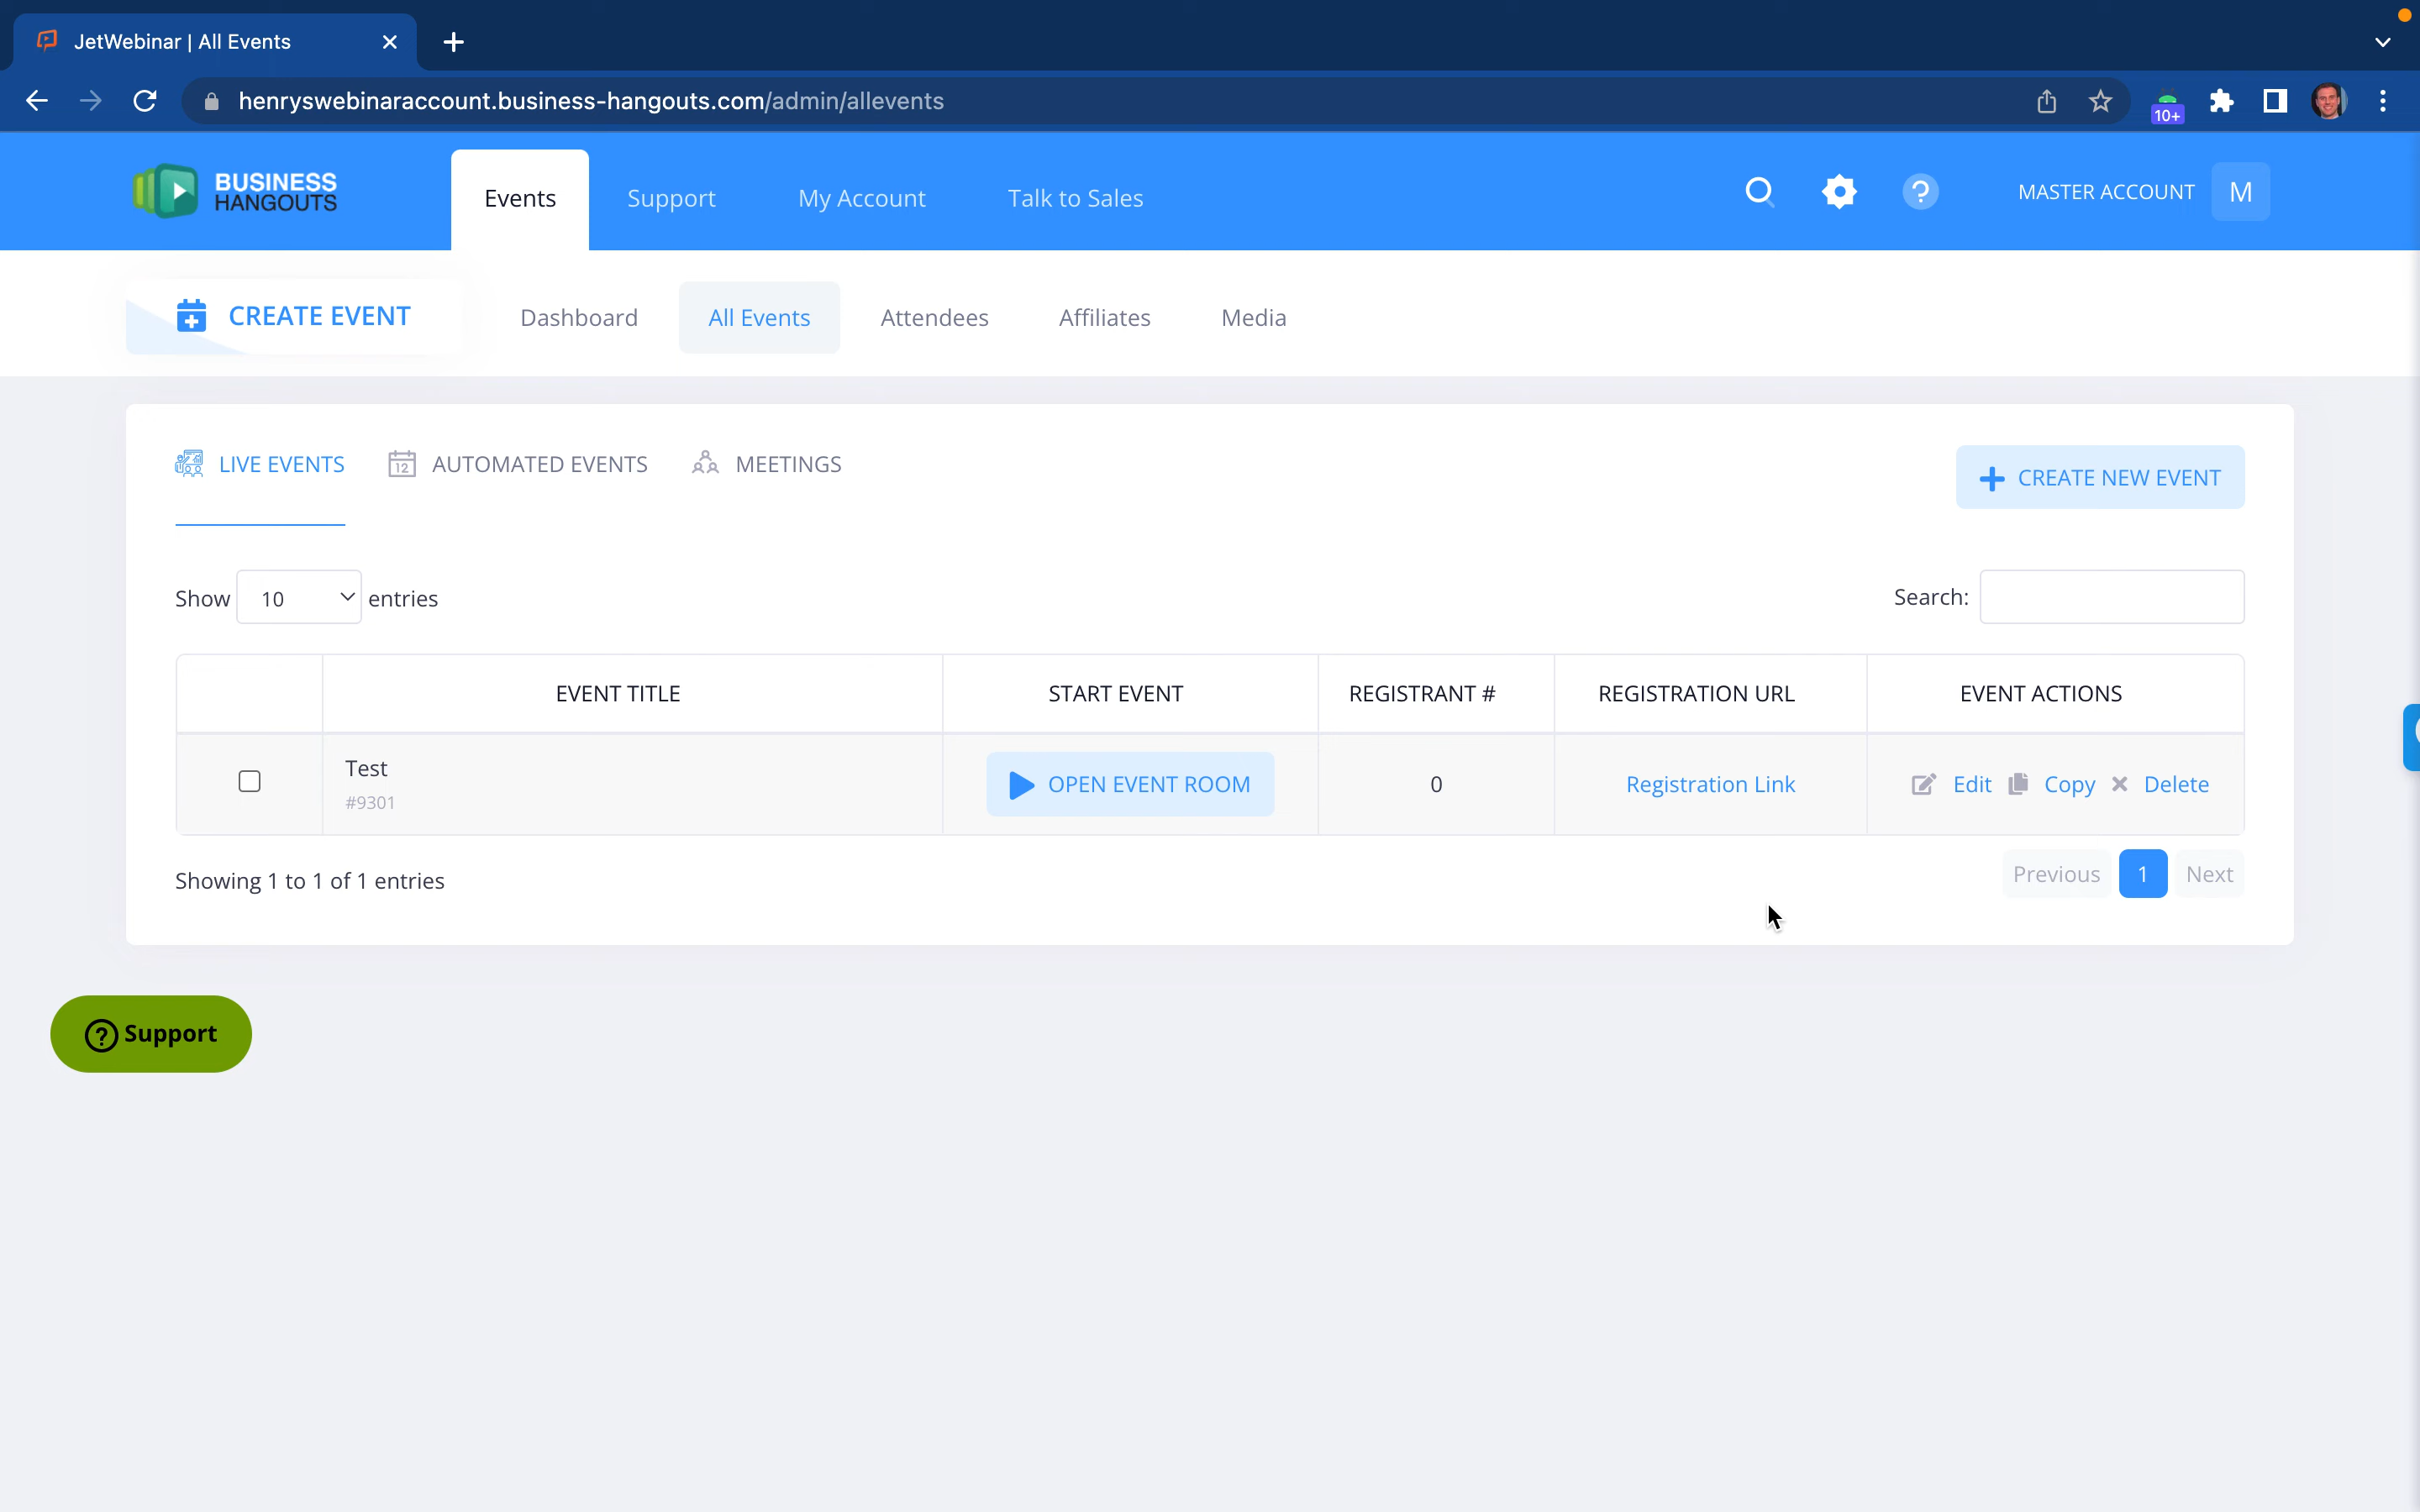 JetWebinar | All Events
henryswebinaraccount.business-hangouts.com/admin/allevents
10+
BUSINESS
HANGOUTS
Events
Support
My Account
Talk to Sales
?
MASTER ACCOUNT
M
CREATE EVENT
Dashboard
All Events
Attendees
Affiliates
Media
LIVE EVENTS
12
AUTOMATED EVENTS
MEETINGS
CREATE NEW EVENT
Show 10 entries
Search:
EVENT TITLE
START EVENT
REGISTRANT #
REGISTRATION URL
EVENT ACTIONS
Test
#9301
OPEN EVENT ROOM
0
Registration Link
Edit
Copy
Delete
Showing 1 to 1 of 1 entries
Previous
1
Next
? Support